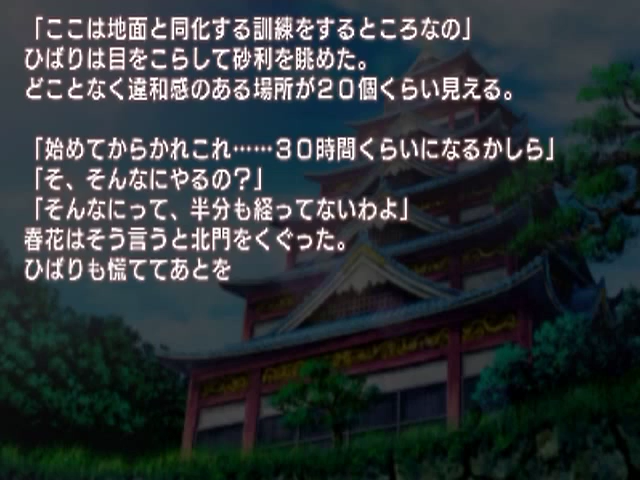 「ここは地面と同化する訓練をするところなの」
ひばりは目をこらして砂利を眺めた。
どことなく違和感のある場所が２０個くらい見える。
「始めてからかれこれ……３０時間くらいになるかしら」
「そ、そんなにやるの？」
「そんなにって、半分も経ってないわよ」
春花はそう言うと北門をくぐった。
ひばりも慌ててあとを